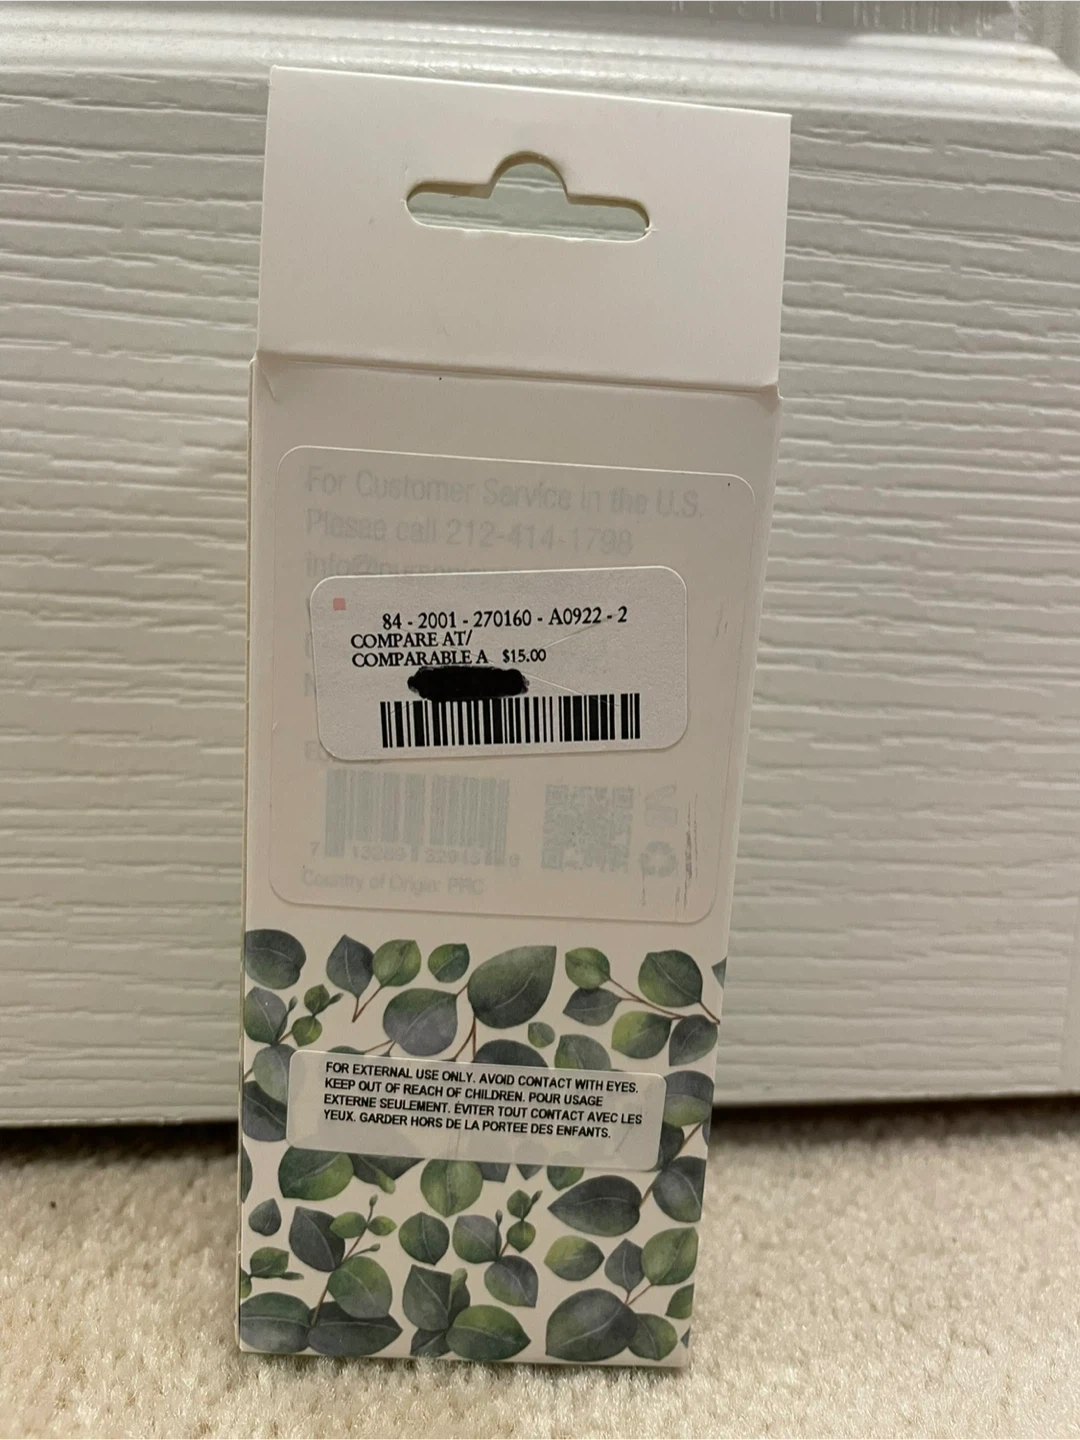 For Customer Service in the U.S.
Please call 212-414-1798
84 - 2001 - 270160 - A0922 - 2
COMPARE AT/
COMPARABLE A $15.00
Country of Origin: PRC
FOR EXTERNAL USE ONLY. AVOID CONTACT WITH EYES.
KEEP OUT OF REACH OF CHILDREN. POUR USAGE
EXTERNE SEULEMENT. ÉVITER TOUT CONTACT AVEC LES
YEUX. GARDER HORS DE LA PORTEE DES ENFANTS.